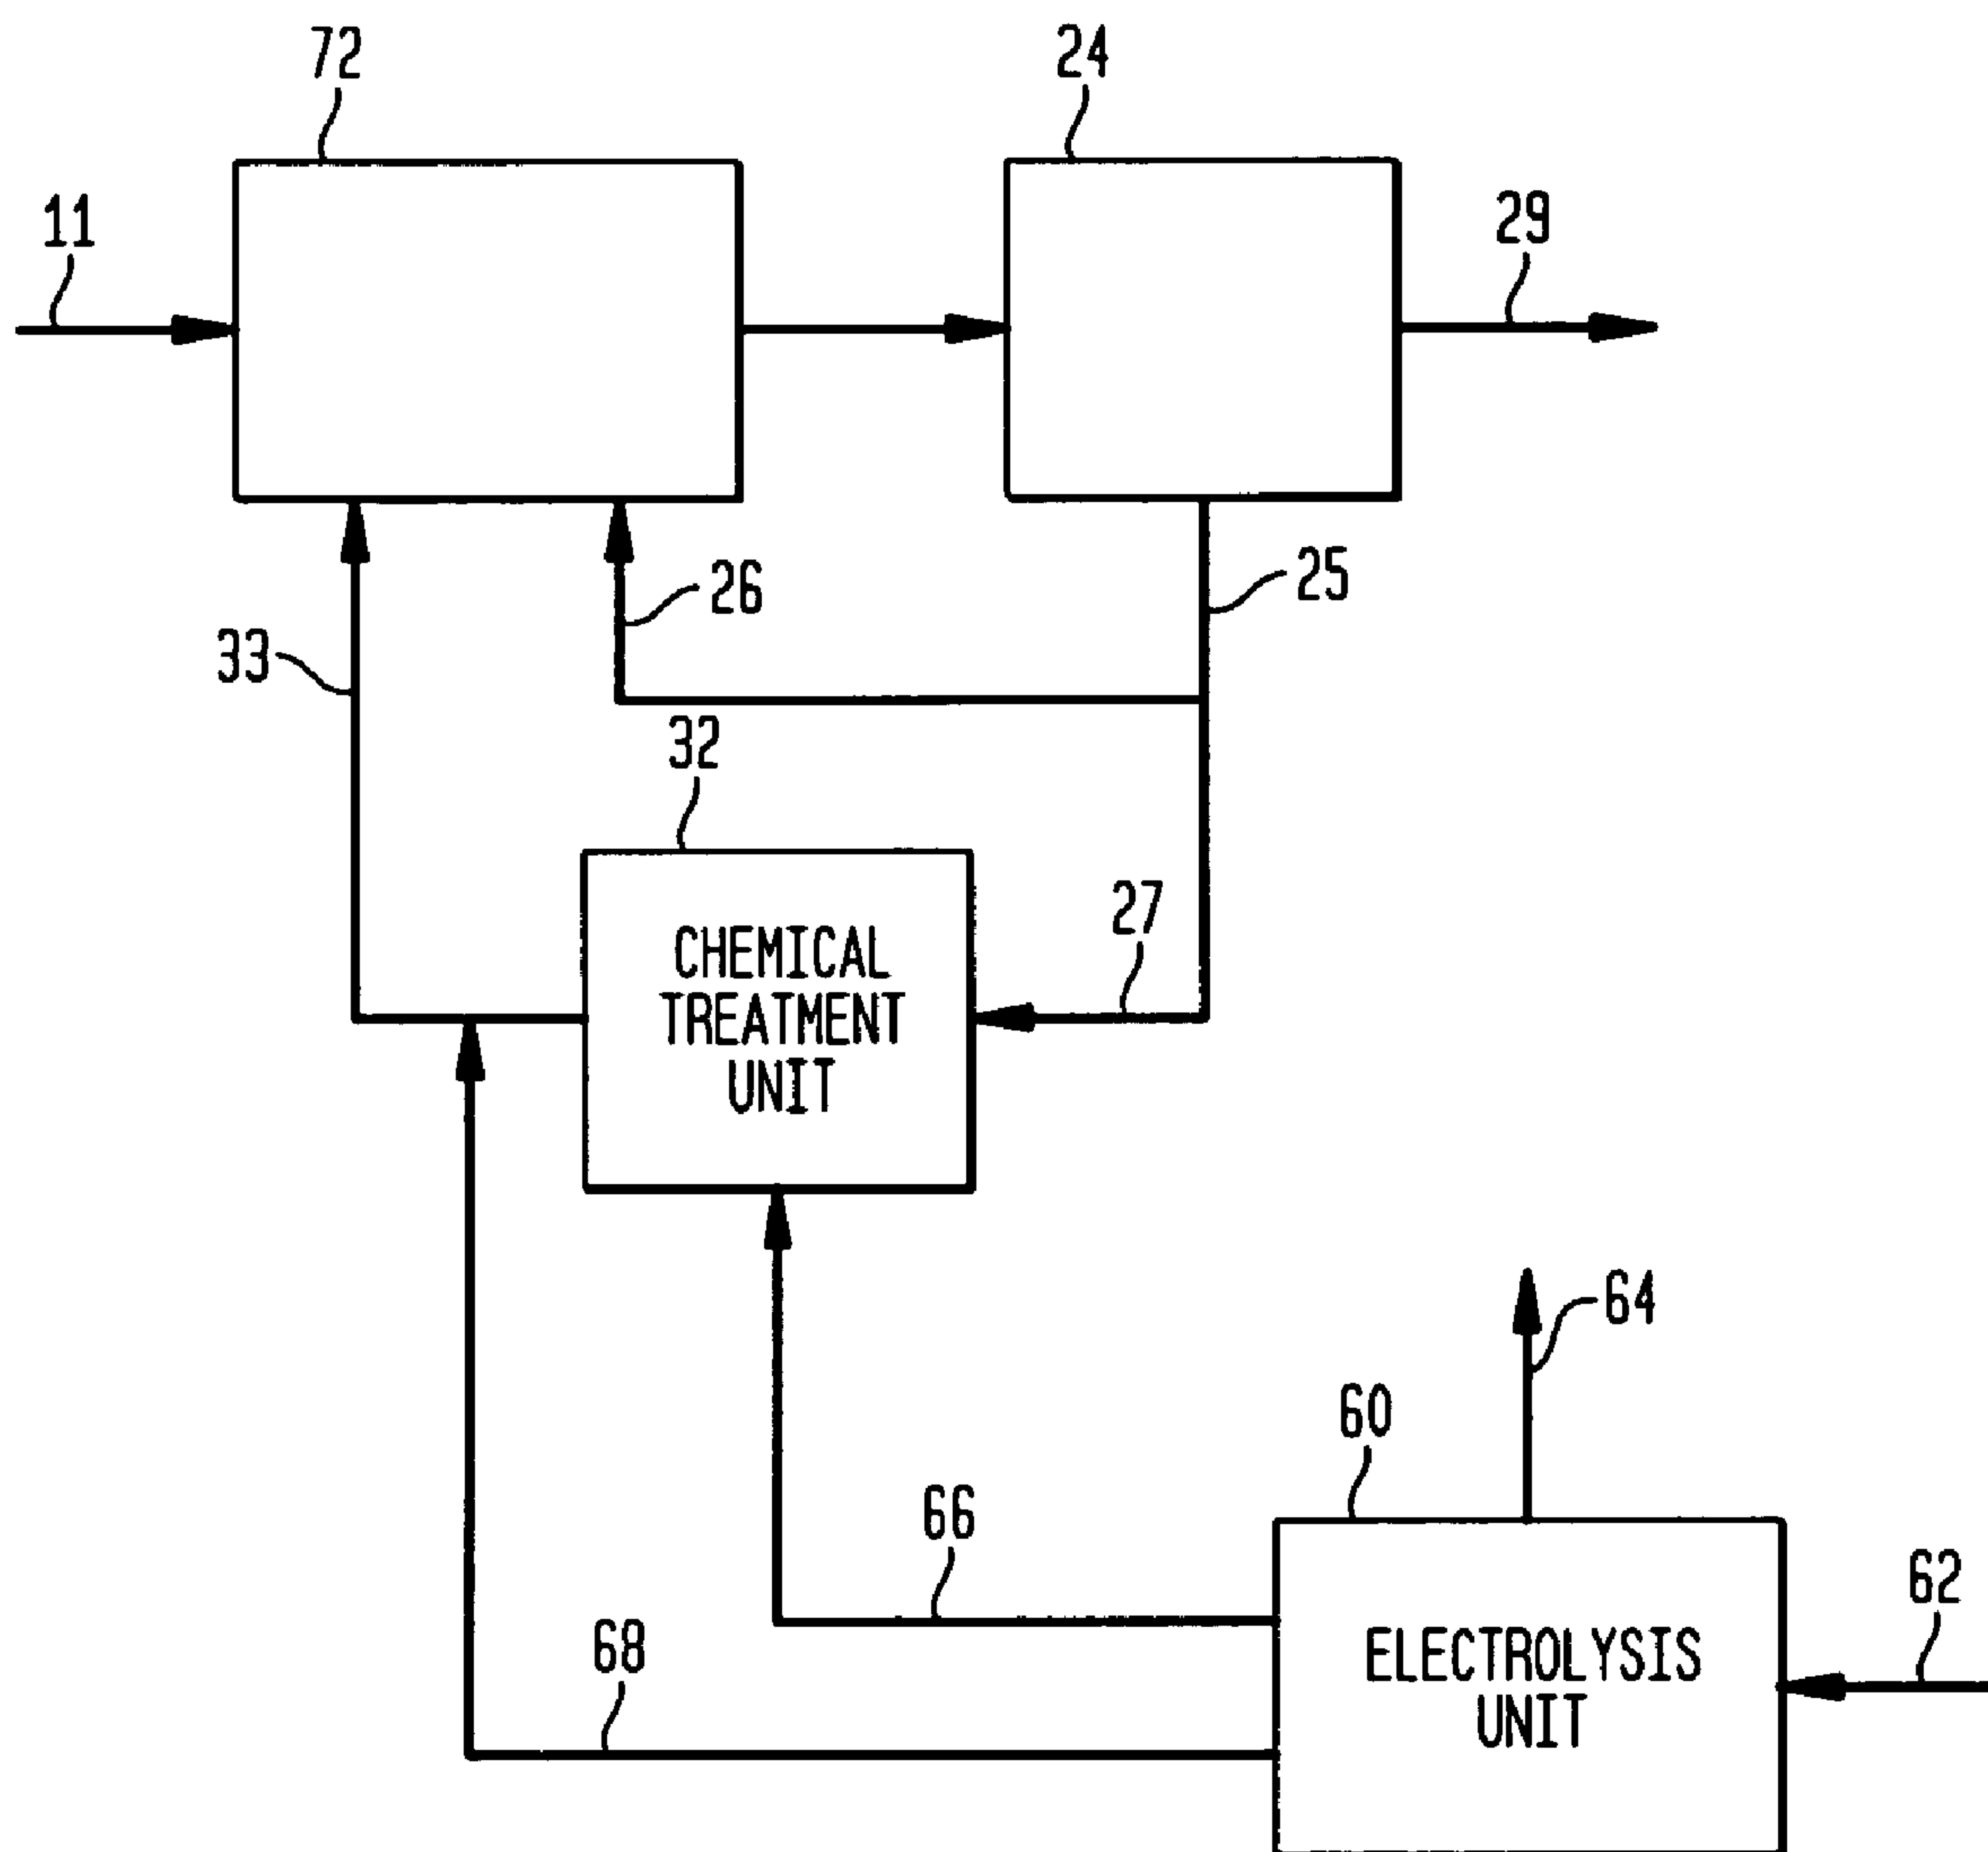 72
24
11
29
26
25
33
32
27
CHEMICAL
TREATMENT
UNIT
64
60
66
62
68
ELECTROLYSIS
UNIT